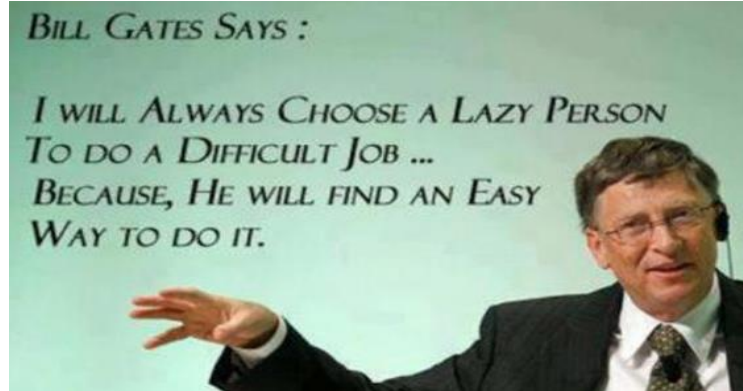 BILL GATES SAYS :
I WILL ALWAYS CHOOSE A LAZY PERSON
TO DO A DIFFICULT JOB ...
BECAUSE, HE WILL FIND AN EASY
WAY TO DO IT.